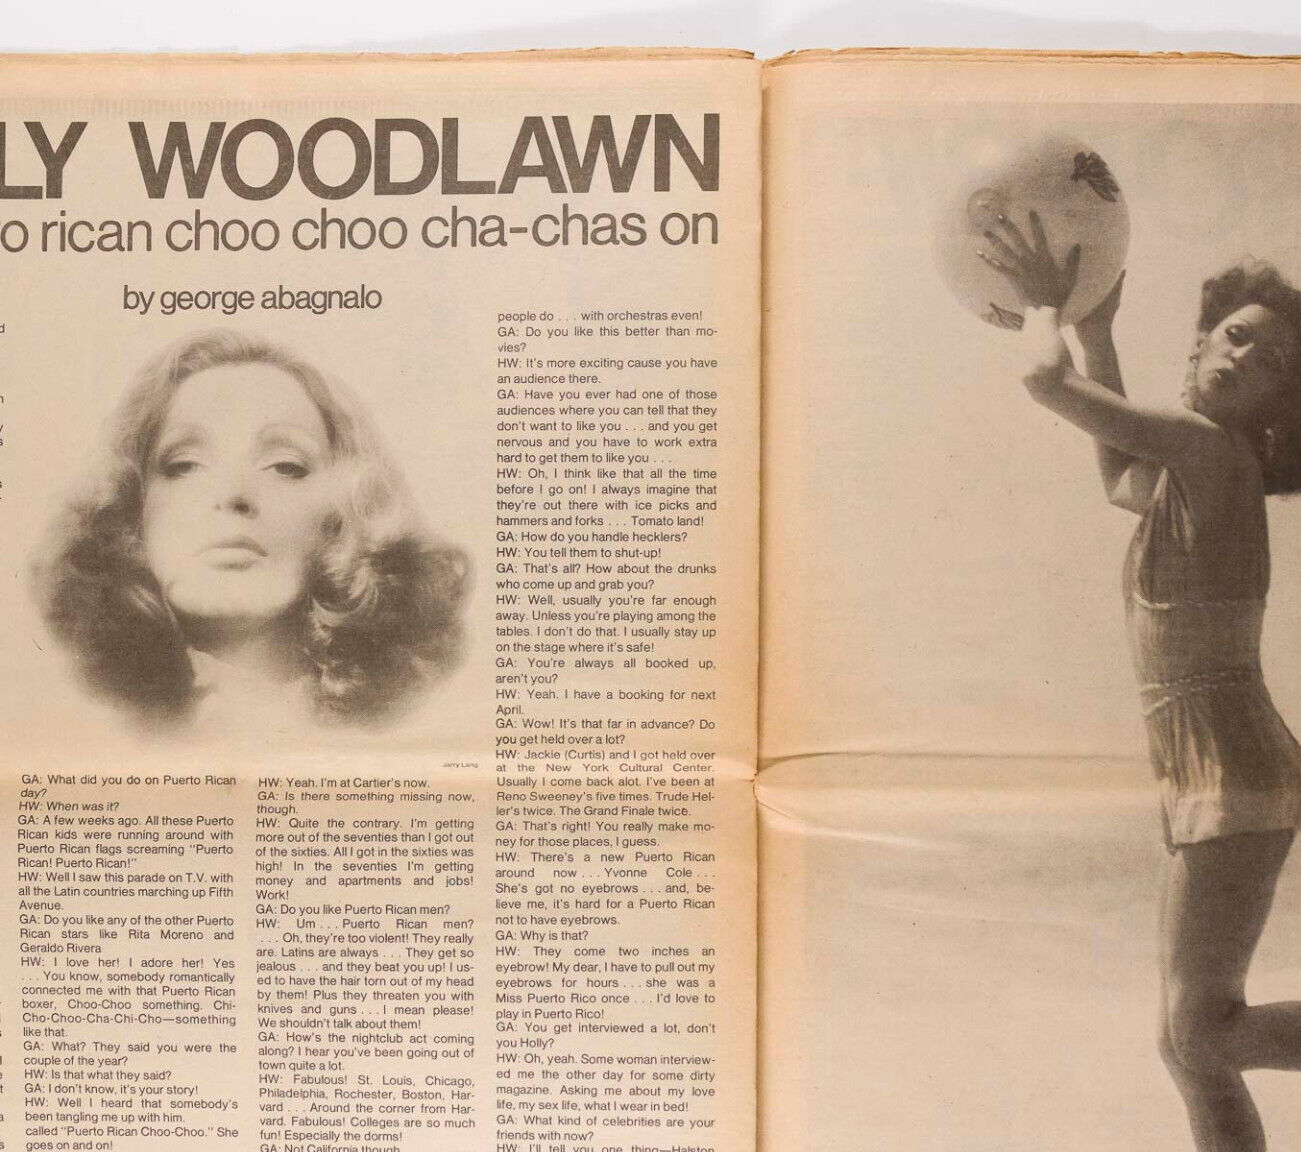 LY WOODLAWN
o rican choo choo cha-chas on
by george abagnalo
Jerry Lang
GA: What did you do on Puerto Rican
day?
HW: When was it?
GA: A few weeks ago. All these Puerto
Rican kids were running around with
Puerto Rican flags screaming "Puerto
Rican! Puerto Rican!"
HW: Well I saw this parade on T.V. with
all the Latin countries marching up Fifth
Avenue.
GA: Do you like any of the other Puerto
Rican stars like Rita Moreno and
Geraldo Rivera
HW: I love her! I adore her! Yes
. . . You know, somebody romantically
connected me with that Puerto Rican
boxer, Choo-Choo something. Chi-
Cho-Choo-Cha-Chi-Cho—something
like that.
GA: What? They said you were the
couple of the year?
HW: Is that what they said?
GA: I don't know, it's your story!
HW: Well I heard that somebody's
been tangling me up with him.
called "Puerto Rican Choo-Choo." She
goes on and on!
HW: Yeah. I'm at Cartier's now.
GA: Is there something missing now,
though.
HW: Quite the contrary. I'm getting
more out of the seventies than I got out
of the sixties. All I got in the sixties was
high! In the seventies I'm getting
money and apartments and jobs!
Work!
GA: Do you like Puerto Rican men?
HW: Um . . . Puerto Rican men?
. . . Oh, they're too violent! They really
are. Latins are always . . . They get so
jealous . . . and they beat you up! I us-
ed to have the hair torn out of my head
by them! Plus they threaten you with
knives and guns . . . I mean please!
We shouldn't talk about them!
GA: How's the nightclub act coming
along? I hear you've been going out of
town quite a lot.
HW: Fabulous! St. Louis, Chicago,
Philadelphia, Rochester, Boston, Har-
vard . . . Around the corner from Har-
vard. Fabulous! Colleges are so much
fun! Especially the dorms!
GA: Not California though
people do . . . with orchestras even!
GA: Do you like this better than mo-
vies?
HW: It's more exciting cause you have
an audience there.
GA: Have you ever had one of those
audiences where you can tell that they
don't want to like you . . . and you get
nervous and you have to work extra
hard to get them to like you . . .
HW: Oh, I think like that all the time
before I go on! I always imagine that
they're out there with ice picks and
hammers and forks . . . Tomato land!
GA: How do you handle hecklers?
HW: You tell them to shut-up!
GA: That's all? How about the drunks
who come up and grab you?
HW: Well, usually you're far enough
away. Unless you're playing among the
tables. I don't do that. I usually stay up
on the stage where it's safe!
GA: You're always all booked up,
aren't you?
HW: Yeah. I have a booking for next
April.
GA: Wow! It's that far in advance? Do
you get held over a lot?
HW: Jackie (Curtis) and I got held over
at the New York Cultural Center.
Usually I come back alot. I've been at
Reno Sweeney's five times. Trude Hel-
ler's twice. The Grand Finale twice.
GA: That's right! You really make mo-
ney for those places, I guess.
HW: There's a new Puerto Rican
around now . . . Yvonne Cole . . .
She's got no eyebrows . . . and, be-
lieve me, it's hard for a Puerto Rican
not to have eyebrows.
GA: Why is that?
HW: They come two inches an
eyebrow! My dear, I have to pull out my
eyebrows for hours . . . she was a
Miss Puerto Rico once . . . I'd love to
play in Puerto Rico!
GA: You get interviewed a lot, don't
you Holly?
HW: Oh, yeah. Some woman interview-
ed me the other day for some dirty
magazine. Asking me about my love
life, my sex life, what I wear in bed!
GA: What kind of celebrities are your
friends with now?
HW: I'll tell you one thing—Halston